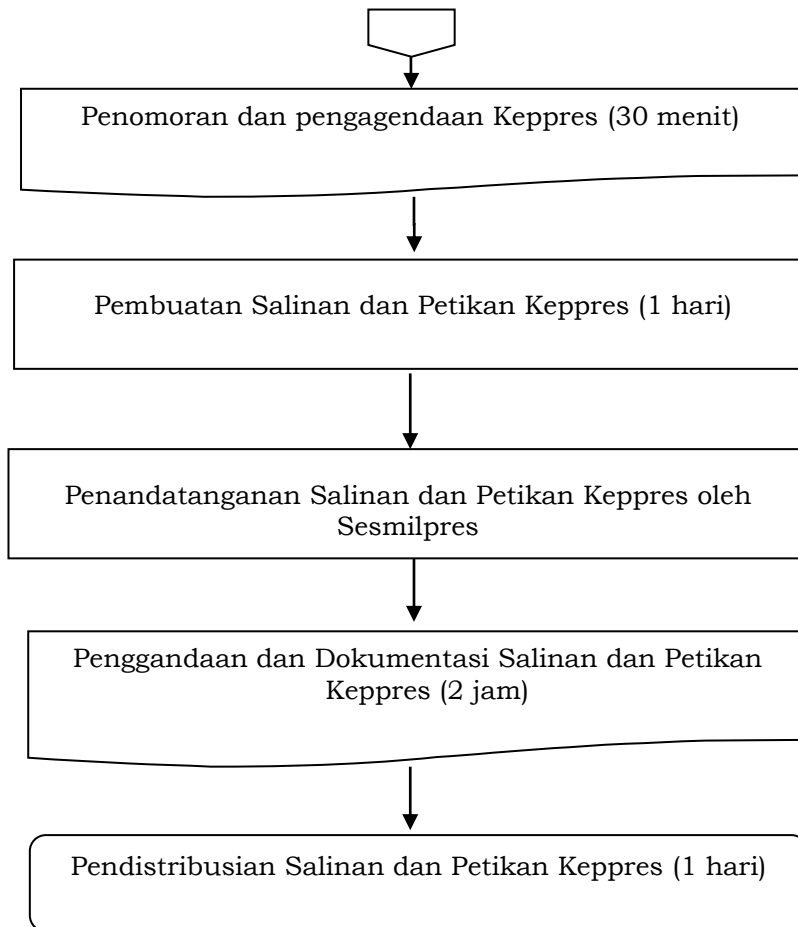 Penomoran dan pengagendaan Keppres (30 menit)
Pembuatan Salinan dan Petikan Keppres (1 hari)
Penandatanganan Salinan dan Petikan Keppres oleh
Sesmilpres
Penggandaan dan Dokumentasi Salinan dan Petikan
Keppres (2 jam)
Pendistribusian Salinan dan Petikan Keppres (1 hari)